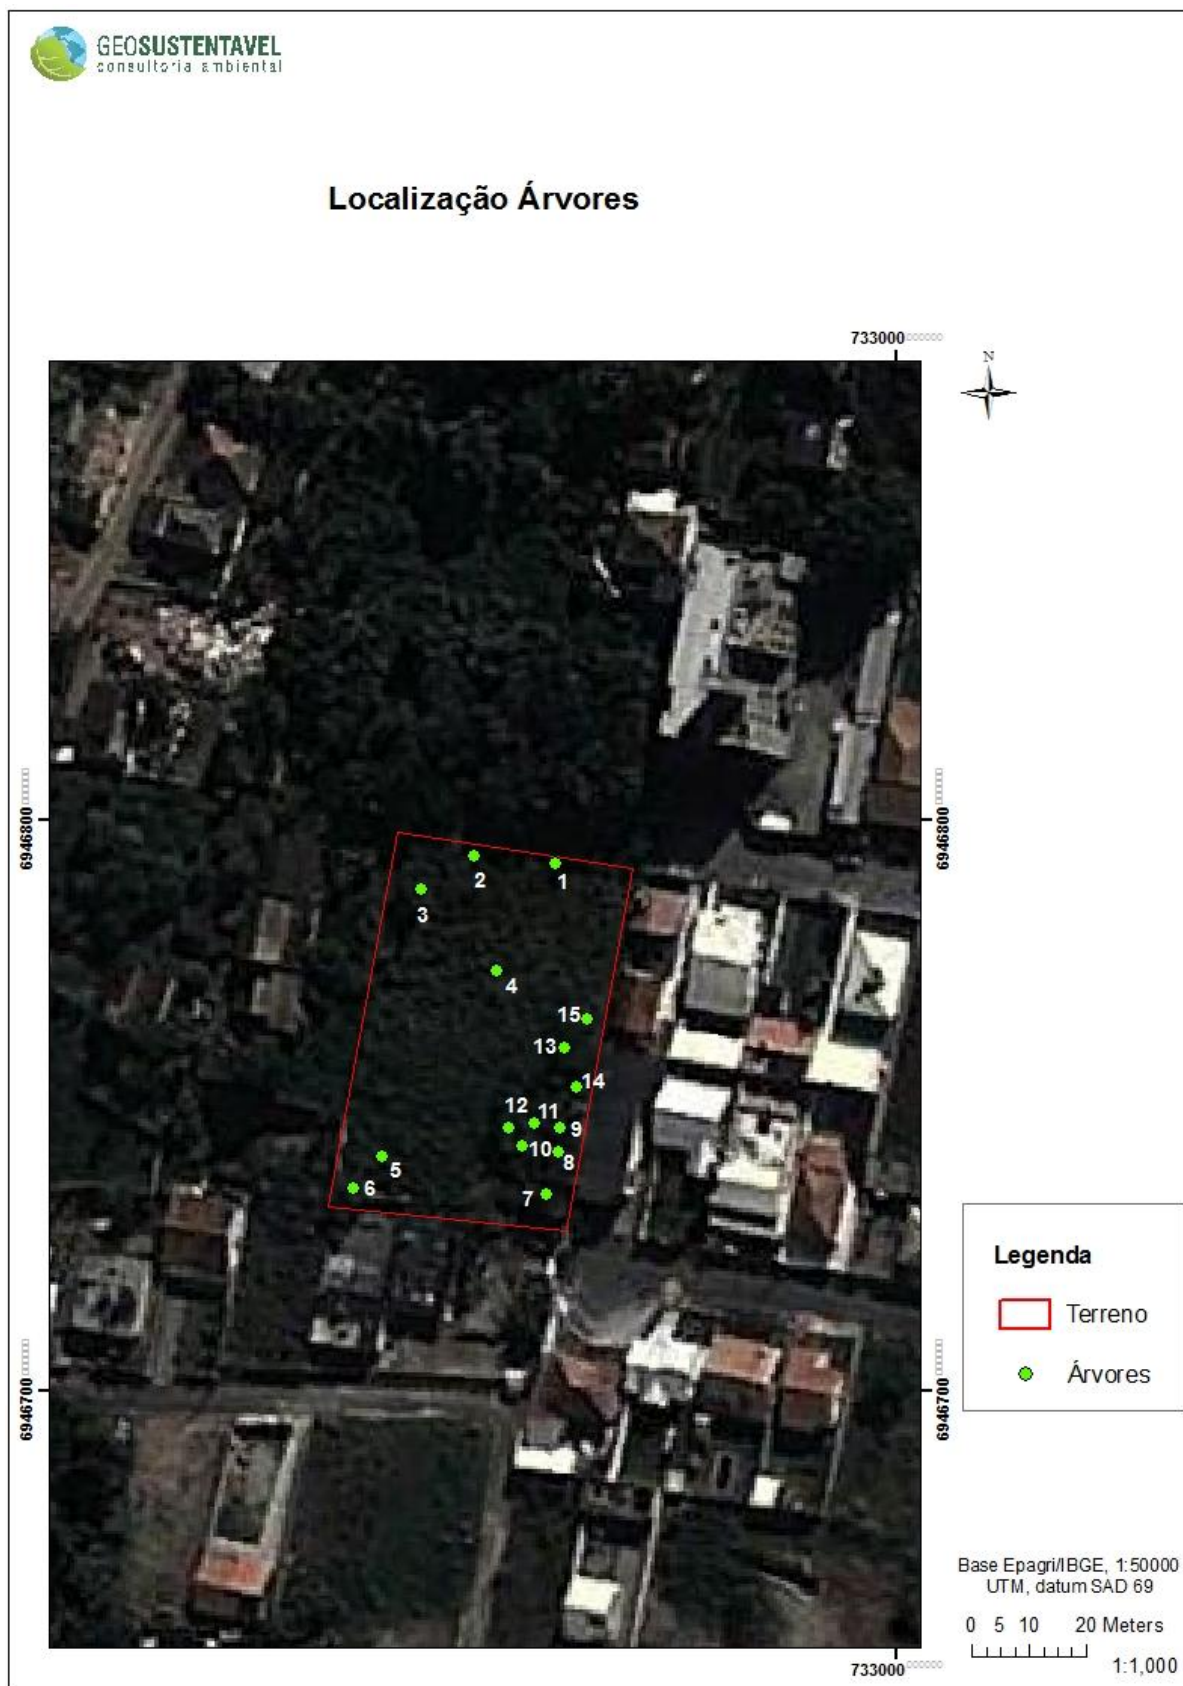 GEOSUSTENTAVEL
consultoria ambiental
Localização Árvores
733000
N
6946800
6946800
2
1
3
4
15
13
14
12
11
9
10
8
5
6
7
Legenda
Terreno
Árvores
6946700
6946700
Base Epagri/IBGE, 1:50000
UTM, datum SAD 69
0 5 10 20 Meters
1:1,000
733000